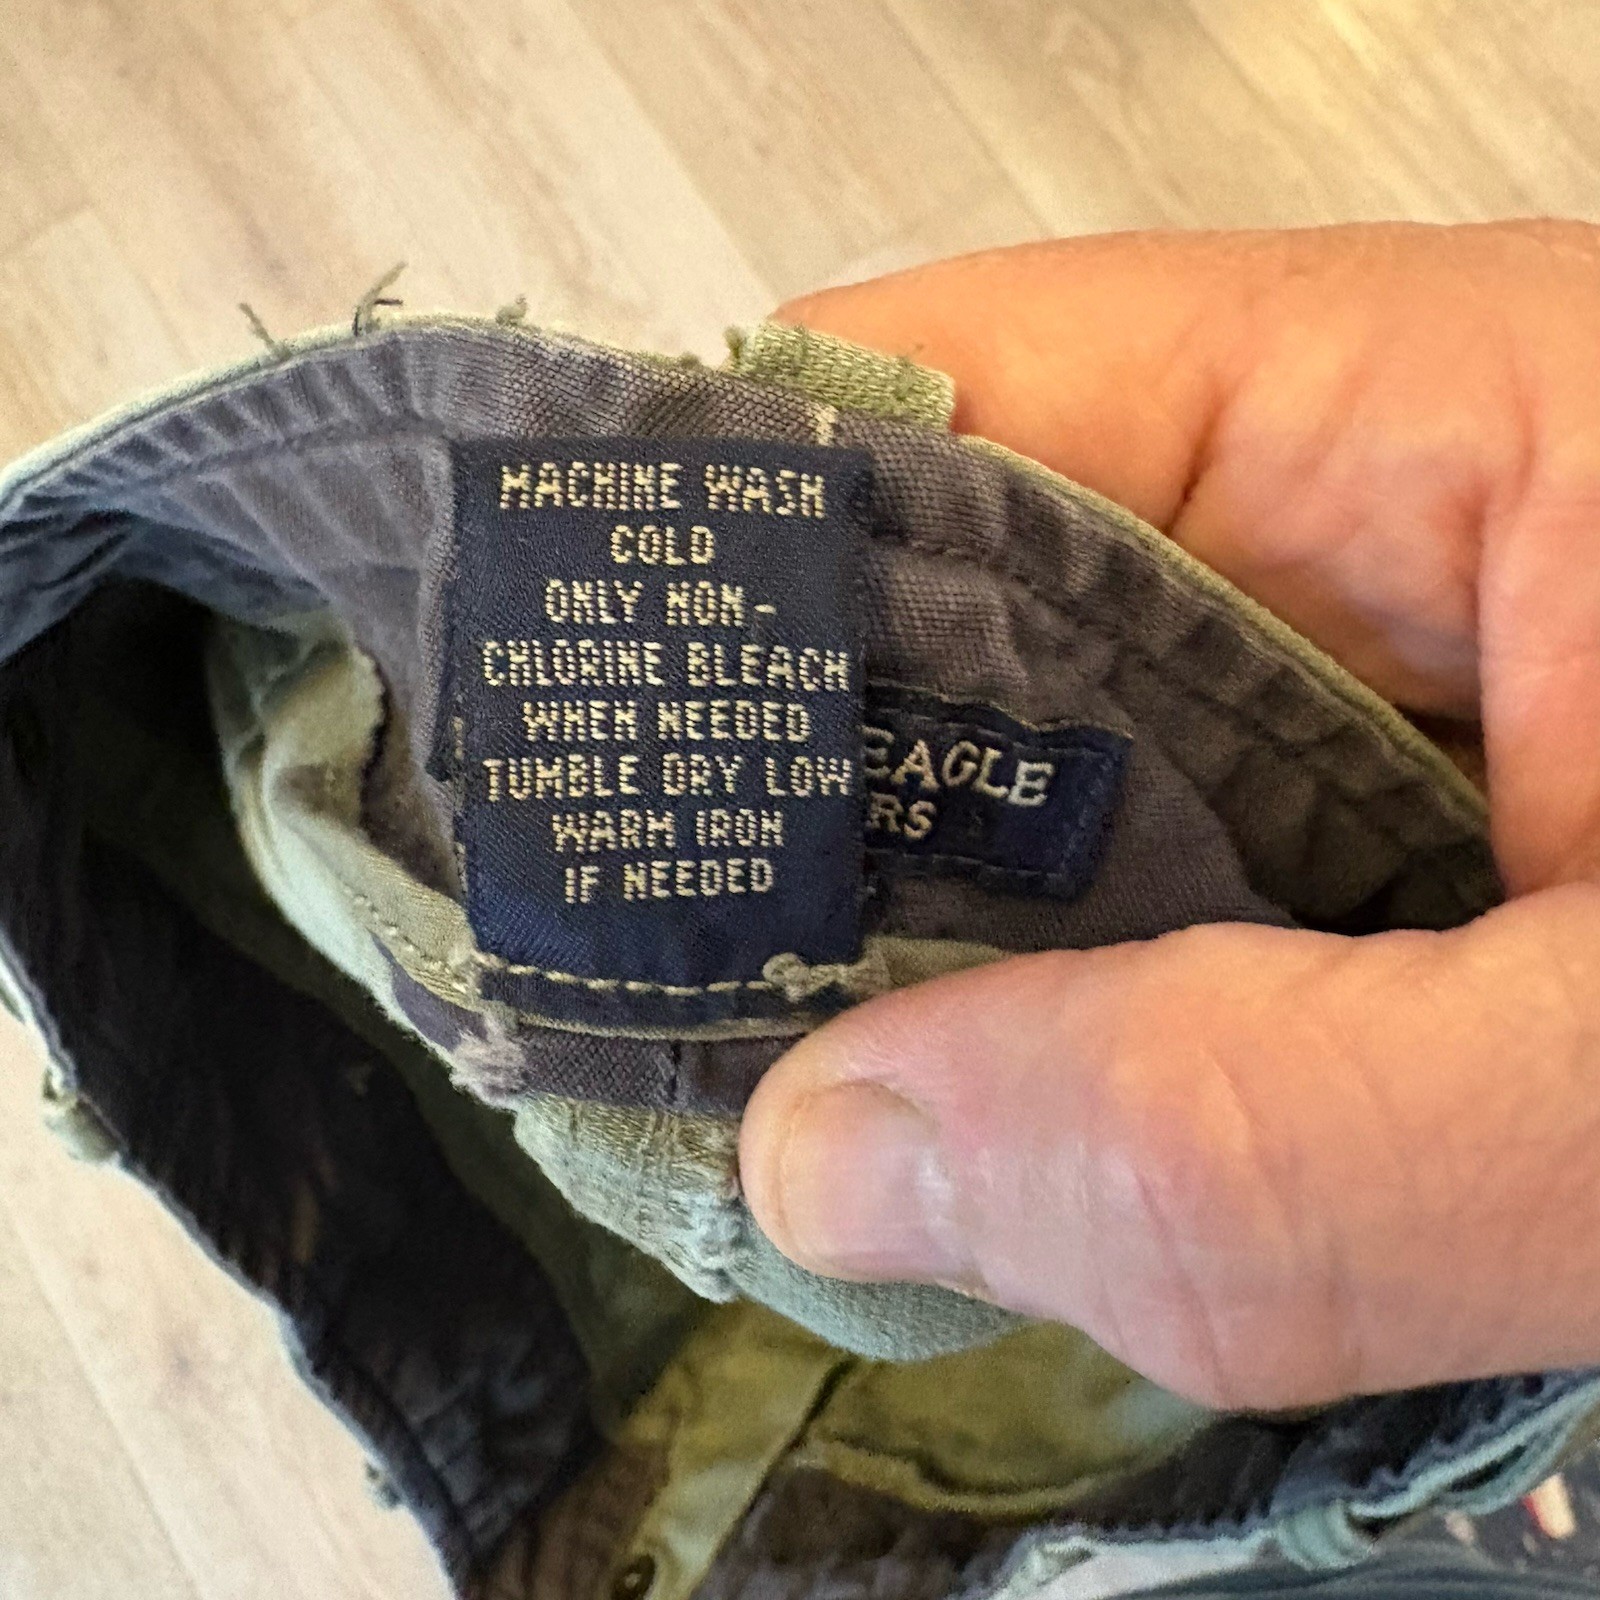 MACHINE WASH
COLD
ONLY NON-
CHLORINE BLEACH
WHEN NEEDED
TUMBLE DRY LOW
WARM IRON
IF NEEDED
EAGLE
RS